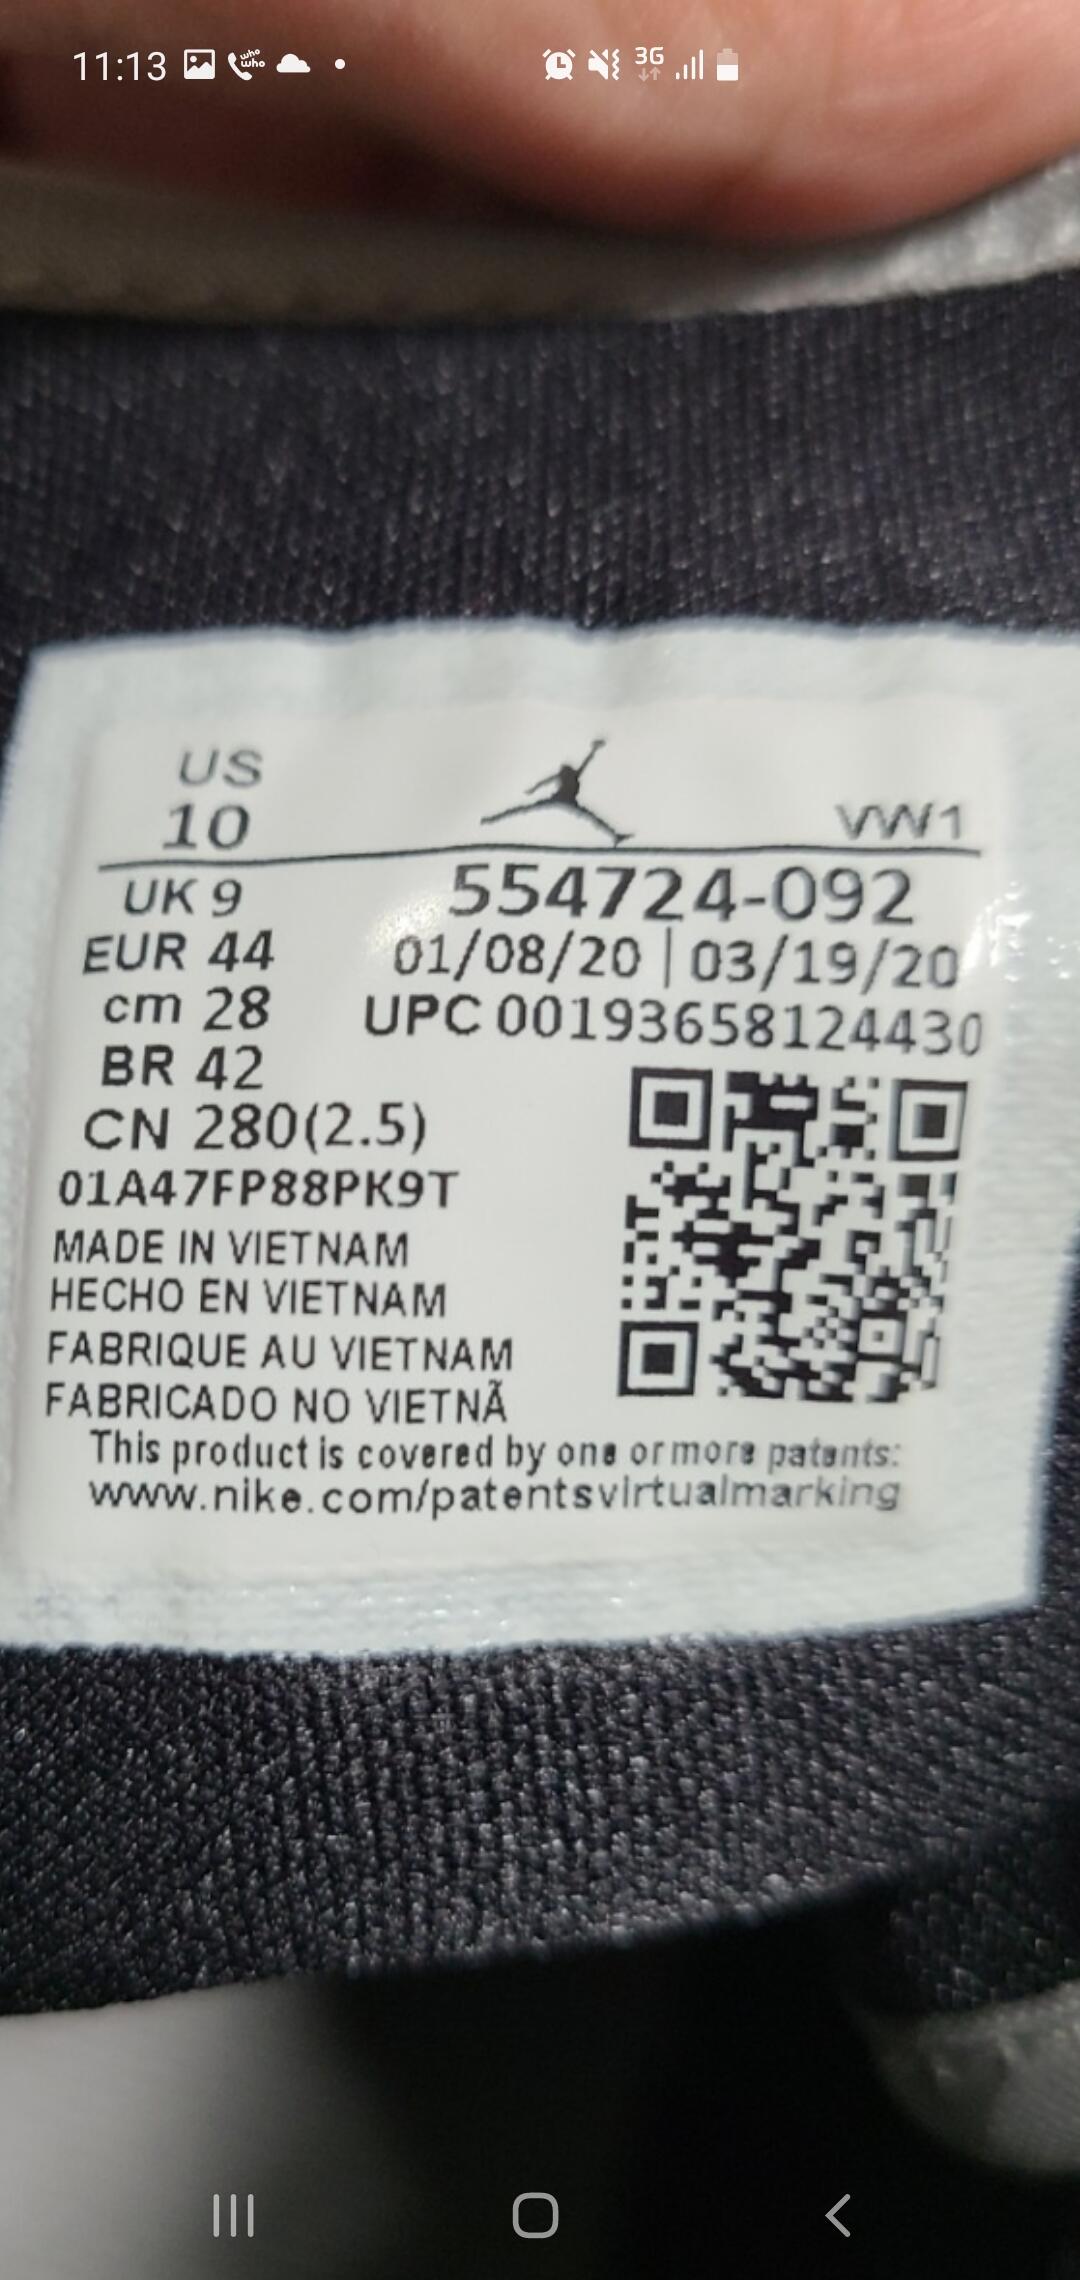 11:13 who who 3G
US
10
VW1
UK 9
554724-092
EUR 44
01/08/20 | 03/19/20
cm 28
UPC 00193658124430
BR 42
CN 280(2.5)
01A47FP88PK9T
MADE IN VIETNAM
HECHO EN VIETNAM
FABRIQUE AU VIETNAM
FABRICADO NO VIETNÃ
This product is covered by one or more patents:
www.nike.com/patentsvirtualmarking